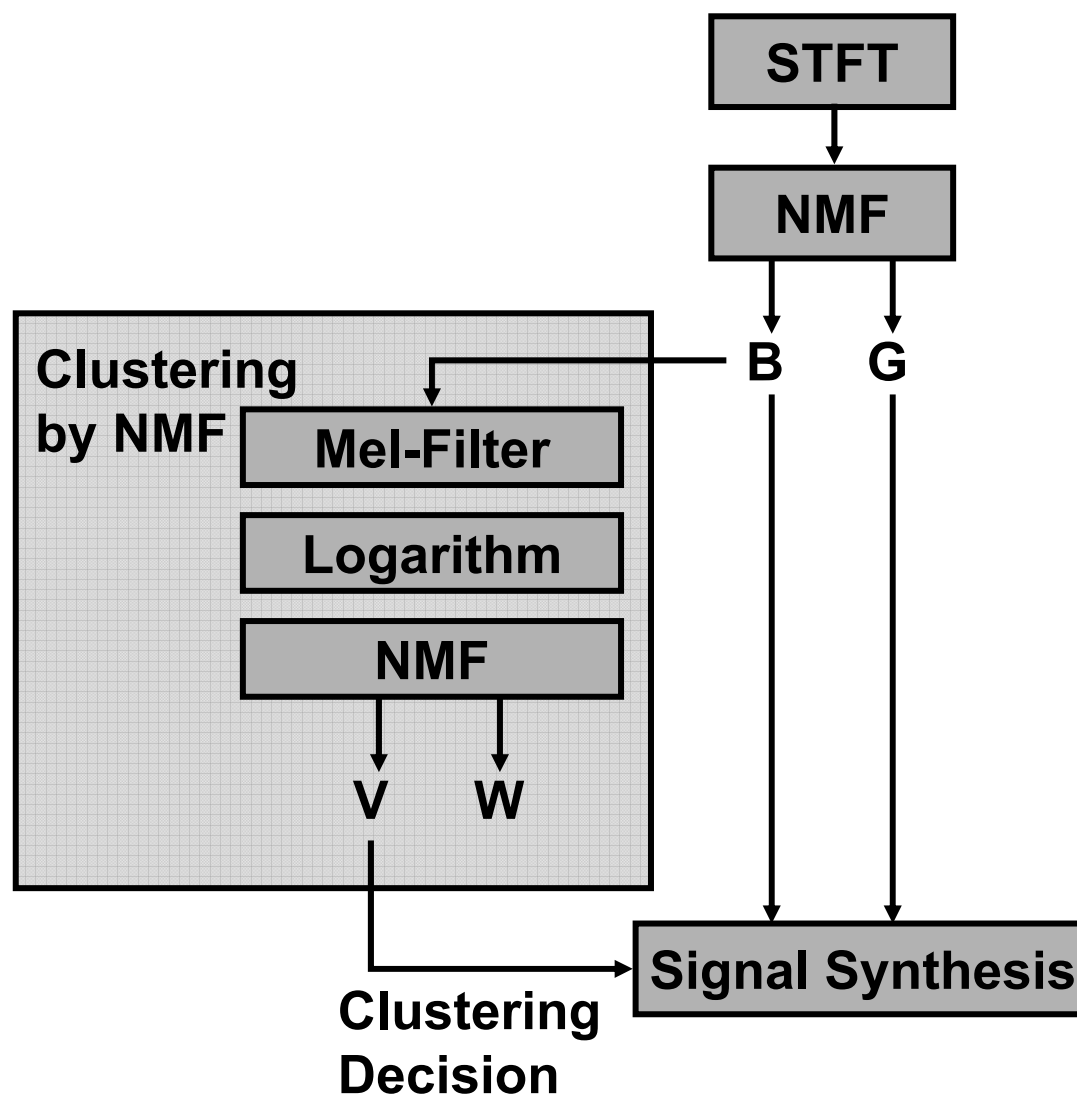 STFT
NMF
B
G
Clustering
by NMF
Mel-Filter
Logarithm
NMF
V
W
Signal Synthesis
Clustering
Decision